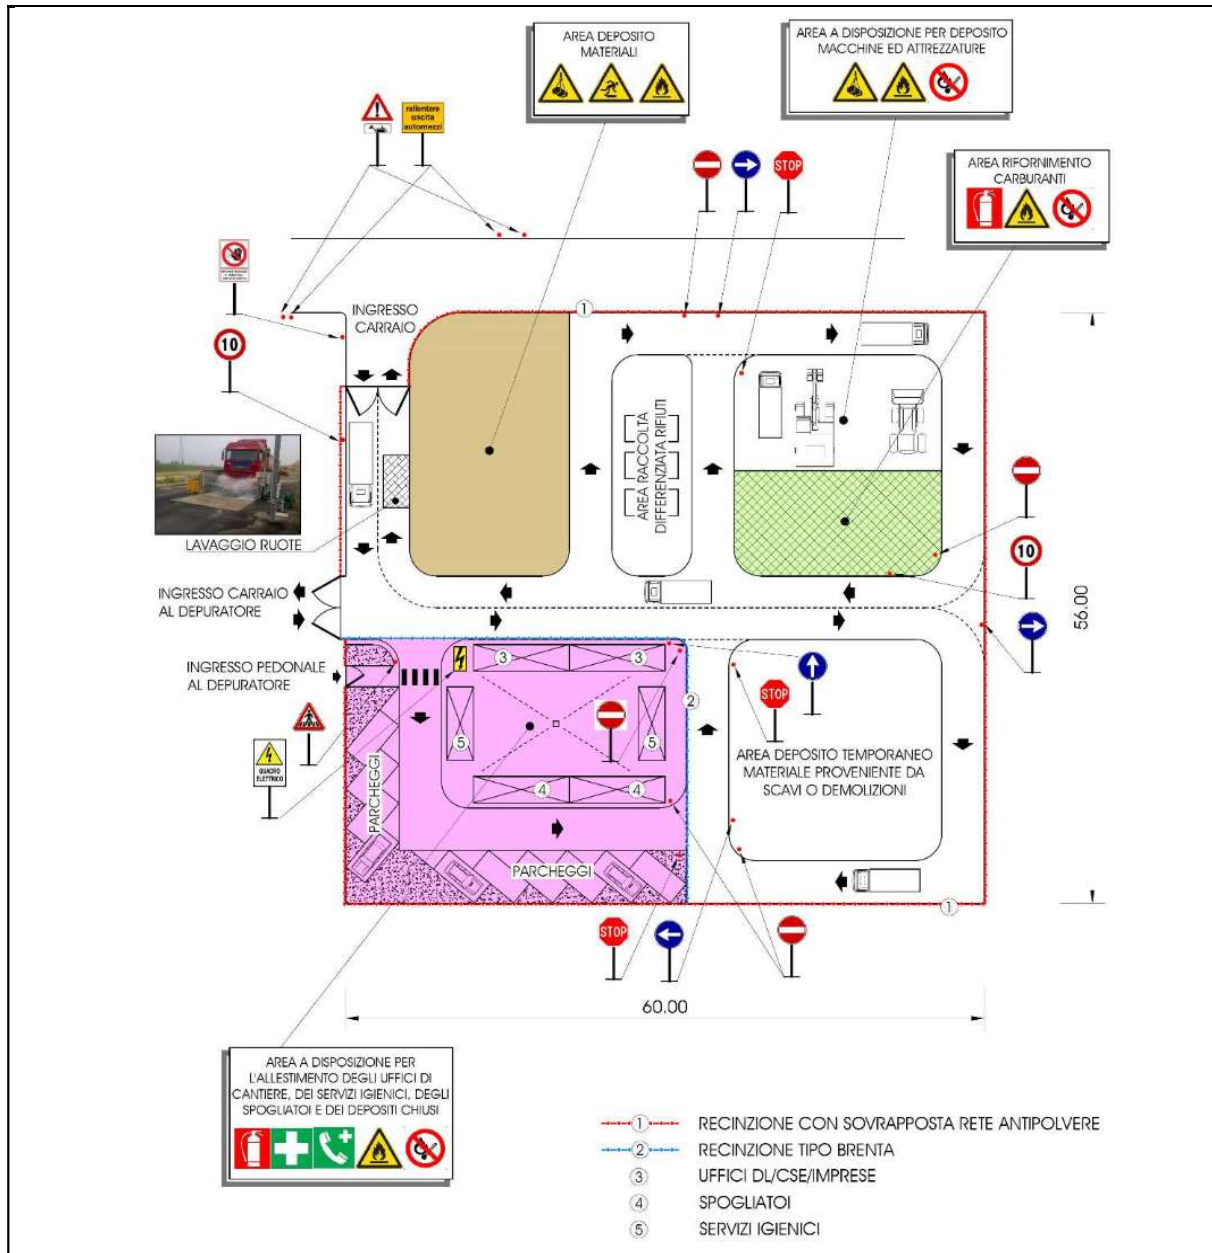 AREA DEPOSITO
MATERIALI
AREA A DISPOSIZIONE PER DEPOSITO
MACCHINE ED ATTREZZATURE
rallentare
uscita
automezzi
AREA RIFORNIMENTO
CARBURANTI
STOP
INGRESSO
CARRAIO
1
10
AREA RACCOLTA
DIFFERENZIATA RIFIUTI
LAVAGGIO RUOTE
10
INGRESSO CARRAIO
AL DEPURATORE
56.00
INGRESSO PEDONALE
AL DEPURATORE
3
3
2
STOP
5
5
QUADRO
ELETTRICO
PARCHEGGI
AREA DEPOSITO TEMPORANEO
MATERIALE PROVENIENTE DA
SCAVI O DEMOLIZIONI
4
4
PARCHEGGI
1
STOP
60.00
AREA A DISPOSIZIONE PER
L'ALLESTIMENTO DEGLI UFFICI DI
CANTIERE, DEI SERVIZI IGIENICI, DEGLI
SPOGLIATOI E DEI DEPOSITI CHIUSI
1 RECINZIONE CON SOVRAPPOSTA RETE ANTIPOLVERE
2 RECINZIONE TIPO BRENTA
3 UFFICI DL/CSE/IMPRESE
4 SPOGLIATOI
5 SERVIZI IGIENICI